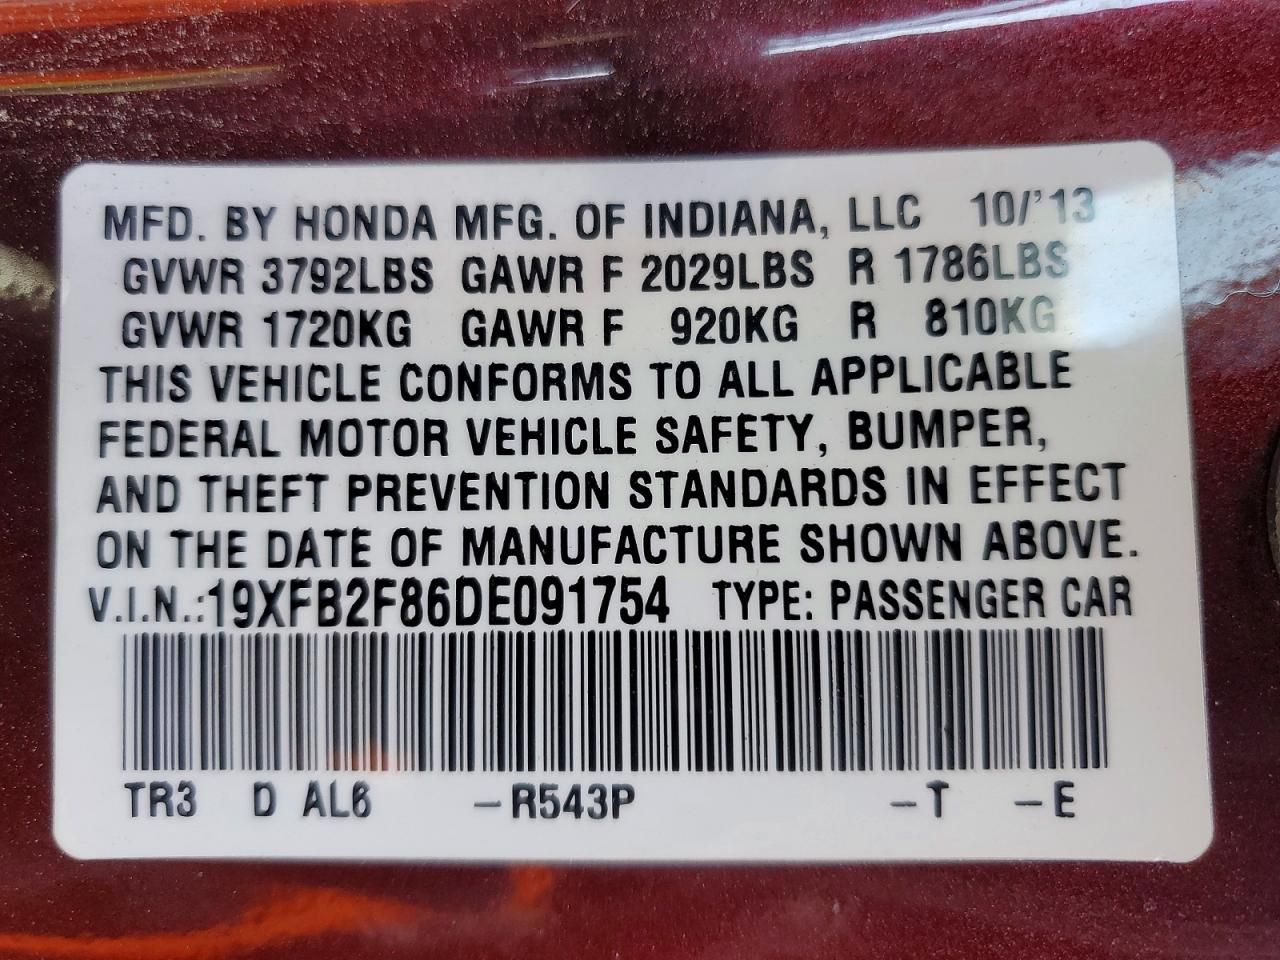 MFD. BY HONDA MFG. OF INDIANA, LLC 10/'13
GVWR 3792LBS GAWR F 2029LBS R 1786LBS
GVWR 1720KG GAWR F 920KG R 810KG
THIS VEHICLE CONFORMS TO ALL APPLICABLE
FEDERAL MOTOR VEHICLE SAFETY, BUMPER,
AND THEFT PREVENTION STANDARDS IN EFFECT
ON THE DATE OF MANUFACTURE SHOWN ABOVE.
V.I.N.:19XFB2F86DE091754 TYPE: PASSENGER CAR
TR3 D AL6 -R543P -T -E